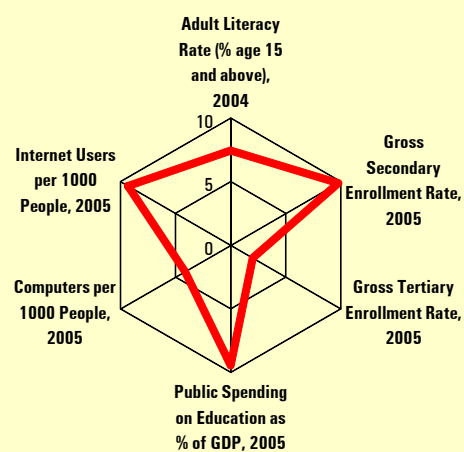 Adult Literacy
Rate (% age 15
and above),
2004
10
5
0
Gross
Secondary
Enrollment Rate,
2005
Gross Tertiary
Enrollment Rate,
2005
Public Spending
on Education as
% of GDP, 2005
Computers per
1000 People,
2005
Internet Users
per 1000
People, 2005